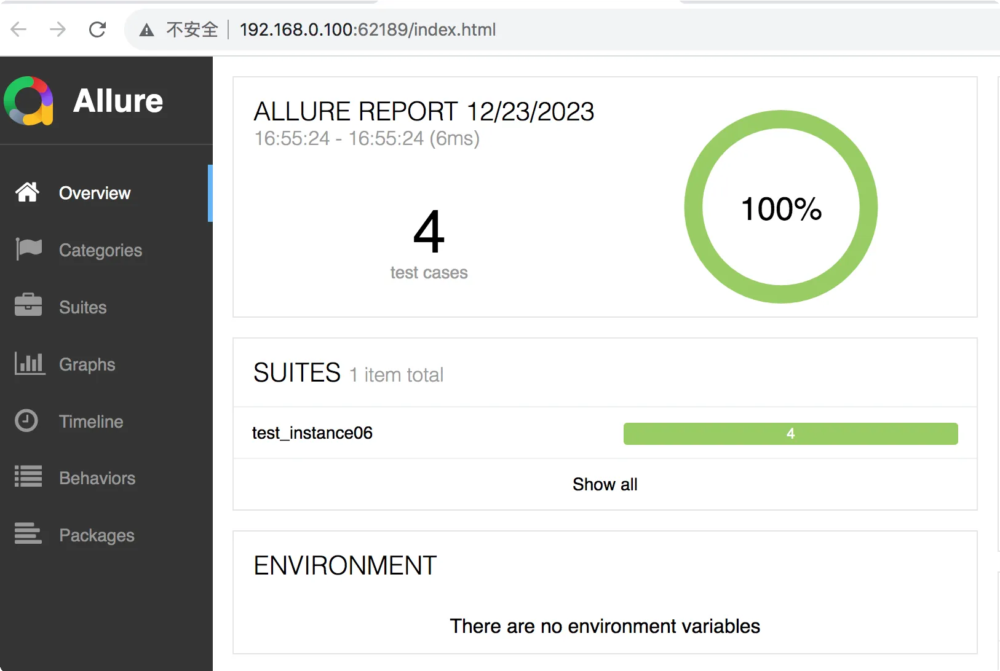 不安全 192.168.0.100:62189/index.html
Allure
Overview
Categories
Suites
Graphs
Timeline
Behaviors
Packages
ALLURE REPORT 12/23/2023
16:55:24 - 16:55:24 (6ms)
4
test cases
100%
SUITES 1 item total
test_instance06 4
Show all
ENVIRONMENT
There are no environment variables